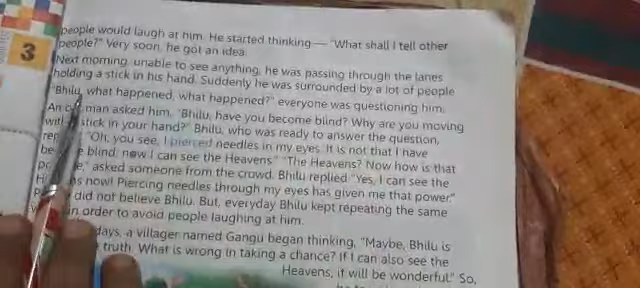 3
people would laugh at him. He started thinking— "What shall I tell other
people?" Very soon, he got an idea.
Next morning, unable to see anything, he was passing through the lanes
holding a stick in his hand. Suddenly he was surrounded by a lot of people
"Bhilu, what happened, what happened?" everyone was questioning him.
An man asked him, "Bhilu, have you become blind? Why are you moving
stick in your hand?" Bhilu, who was ready to answer the question,
"Oh, you see, I pierced needles in my eyes. It is not that I have
blind, now I can see the Heavens." "The Heavens? Now how is that
asked someone from the crowd. Bhilu replied "Yes, I can see the
now! Piercing needles through my eyes has given me that power."
did not believe Bhilu. But, everyday Bhilu kept repeating the same
in order to avoid people laughing at him.
days, a villager named Gangu began thinking, "Maybe, Bhilu is
truth. What is wrong in taking a chance? If I can also see the
Heavens, it will be wonderful." So,